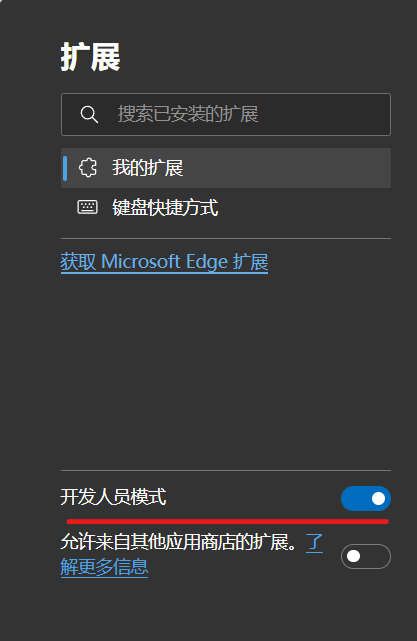 扩展
搜索已安装的扩展
我的扩展
键盘快捷方式
获取 Microsoft Edge 扩展
开发人员模式
允许来自其他应用商店的扩展。了
解更多信息